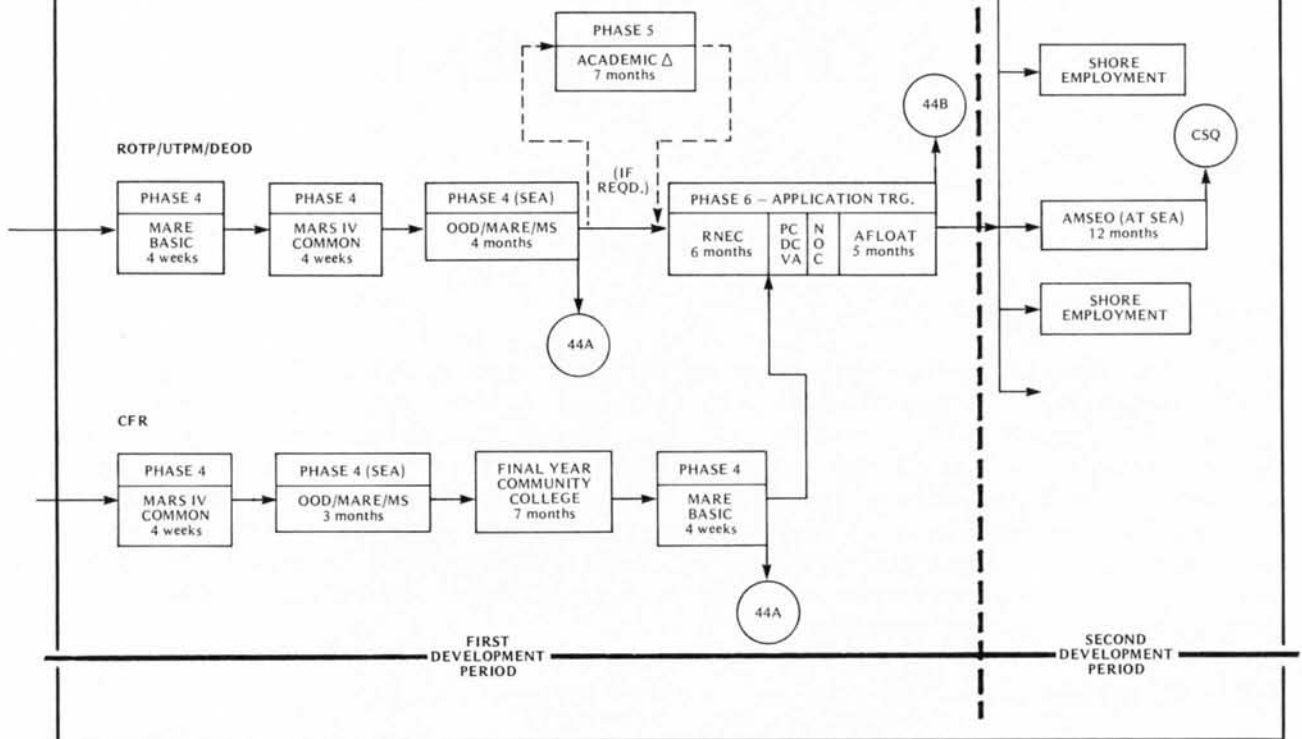 PHASE 5
ACADEMIC Δ
7 months
ROTP/UTPM/DEOD
PHASE 4
MARE
BASIC
4 weeks
PHASE 4
MARS IV
COMMON
4 weeks
PHASE 4 (SEA)
OOD/MARE/MS
4 months
44A
(IF
REQD.)
PHASE 6 – APPLICATION TRG.
RNEC
6 months
PC
DC
VA
N
O
C
AFLOAT
5 months
44B
SHORE
EMPLOYMENT
CSQ
AMSEO (AT SEA)
12 months
SHORE
EMPLOYMENT
CFR
PHASE 4
MARS IV
COMMON
4 weeks
PHASE 4 (SEA)
OOD/MARE/MS
3 months
FINAL YEAR
COMMUNITY
COLLEGE
7 months
PHASE 4
MARE
BASIC
4 weeks
44A
FIRST
DEVELOPMENT
PERIOD
SECOND
DEVELOPMENT
PERIOD